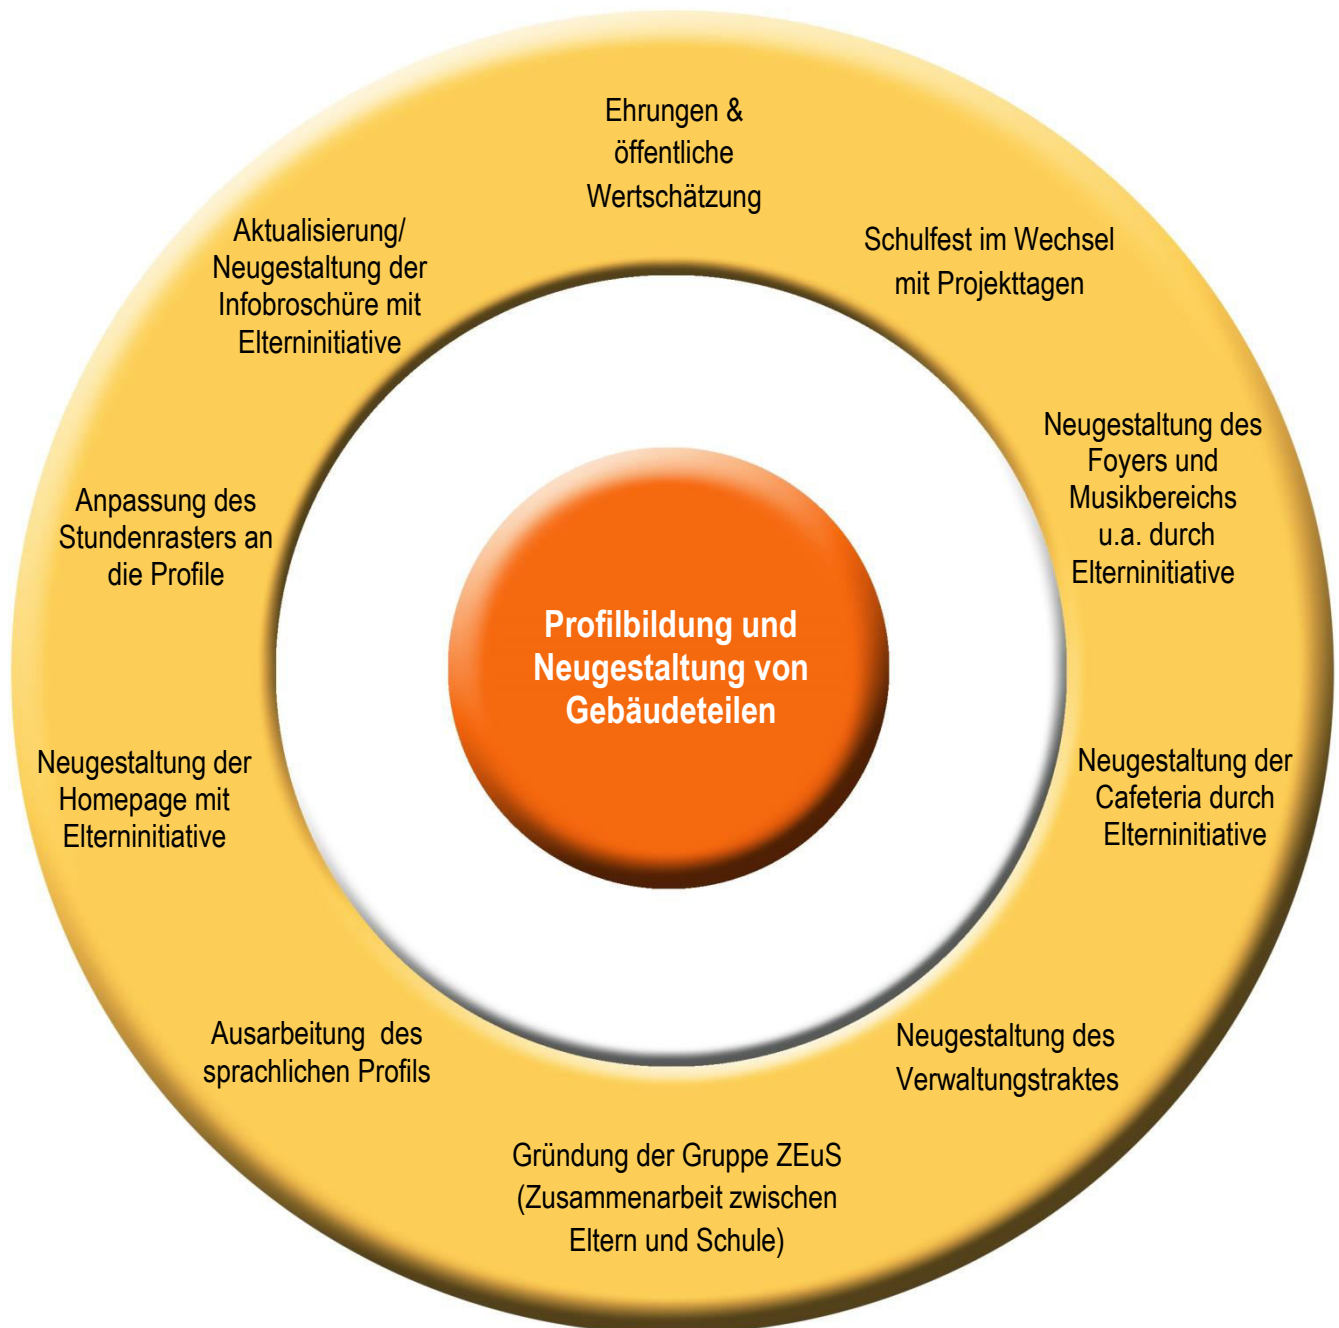 Ehrungen &
öffentliche
Wertschätzung
Schulfest im Wechsel
mit Projekttagen
Neugestaltung des
Foyers und
Musikbereichs
u.a. durch
Elterninitiative
Neugestaltung der
Cafeteria durch
Elterninitiative
Neugestaltung des
Verwaltungstraktes
Gründung der Gruppe ZEuS
(Zusammenarbeit zwischen
Eltern und Schule)
Ausarbeitung des
sprachlichen Profils
Neugestaltung der
Homepage mit
Elterninitiative
Anpassung des
Stundenrasters an
die Profile
Aktualisierung/
Neugestaltung der
Infobroschüre mit
Elterninitiative
Profilbildung und
Neugestaltung von
Gebäudeteilen